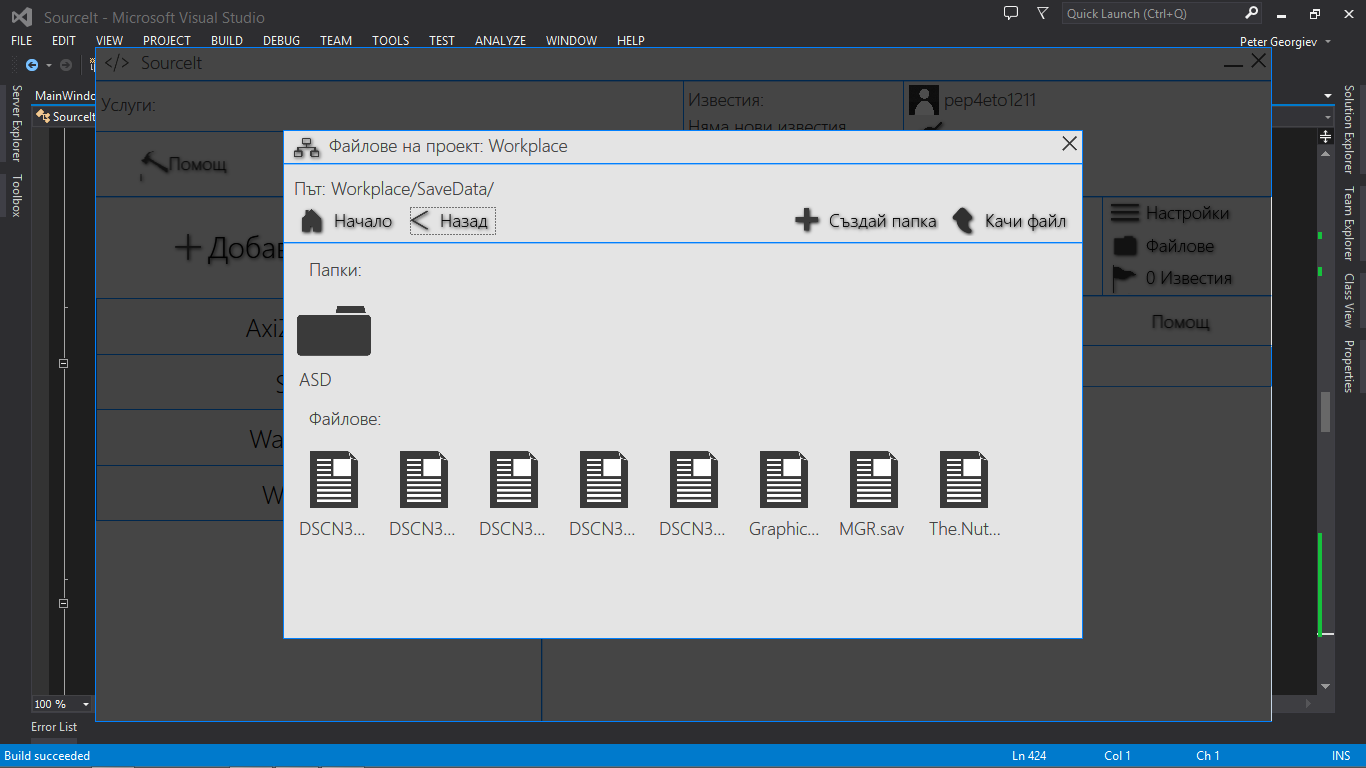 SourceIt - Microsoft Visual Studio
Quick Launch (Ctrl+Q)
FILE EDIT VIEW PROJECT BUILD DEBUG TEAM TOOLS TEST ANALYZE WINDOW HELP
Peter Georgiev
</> SourceIt
Server Explorer
Toolbox
MainWindo
SourceIt
Услуги:
Известия:
pep4eto1211
Няма нови известия
Помощ
Файлове на проект: Workplace
Път: Workplace/SaveData/
Начало
Назад
Създай папка
Качи файл
Настройки
Файлове
0 Известия
Помощ
Добав
Папки:
ASD
Файлове:
DSCN3... DSCN3... DSCN3... DSCN3... DSCN3... Graphic... MGR.sav The.Nut...
Axi
S
Wa
W
Solution Explorer
Team Explorer
Class View
Properties
100 %
Error List
Build succeeded
Ln 424 Col 1 Ch 1 INS